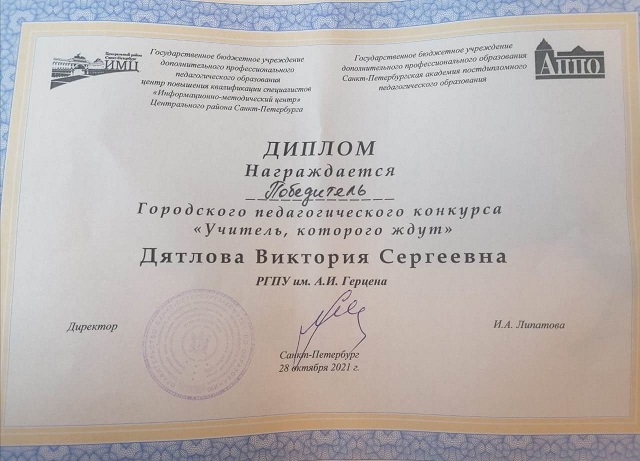 ИМЦ
Государственное бюджетное учреждение
дополнительного профессионального
педагогического образования
центр повышения квалификации специалистов
«Информационно-методический центр»
Центрального района Санкт-Петербурга
Государственное бюджетное учреждение
дополнительного профессионального образования
Санкт-Петербургская академия постдипломного
педагогического образования
АППО
ДИПЛОМ
Награждается
Победитель
Городского педагогического конкурса
«Учитель, которого ждут»
Дятлова Виктория Сергеевна
РГПУ им. А.И. Герцена
Директор
И.А. Липатова
Санкт-Петербург
28 октября 2021 г.